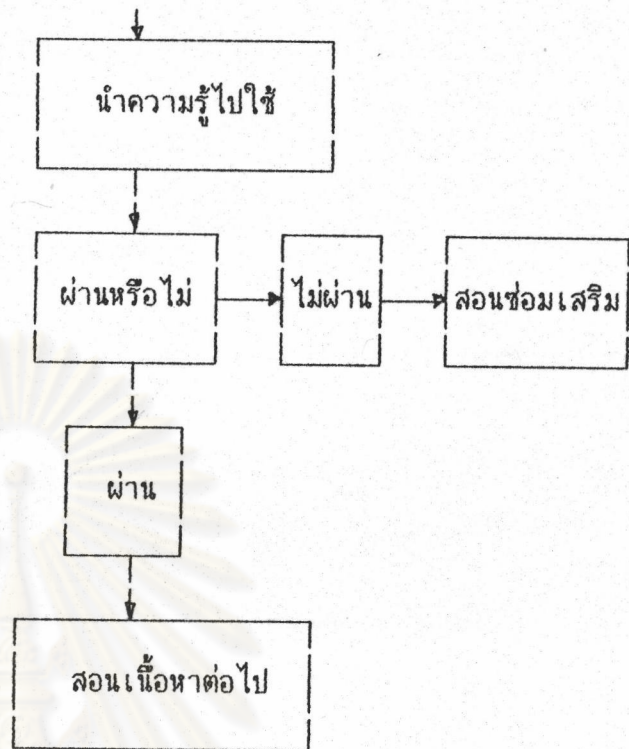 นำความรู้ไปใช้
ผ่านหรือไม่
ไม่ผ่าน
สอนซ่อมเสริม
ผ่าน
สอนเนื้อหาต่อไป